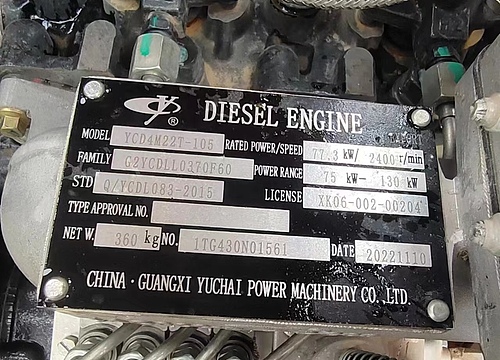 DIESEL ENGINE
MODEL YCD4M22T-105 RATED POWER/SPEED 77.3 kW/ 2400 r/min
FAMILY G2YCDLL0370F60 POWER RANGE 75 kW- 130 kW
STD Q/YCDL083-2015 LICENSE XK06-002-00204
TYPE APPROVAL NO.
NET W. 360 kg NO. 1TG430N01561 DATE 20221110
CHINA · GUANGXI YUCHAI POWER MACHINERY CO., LTD.